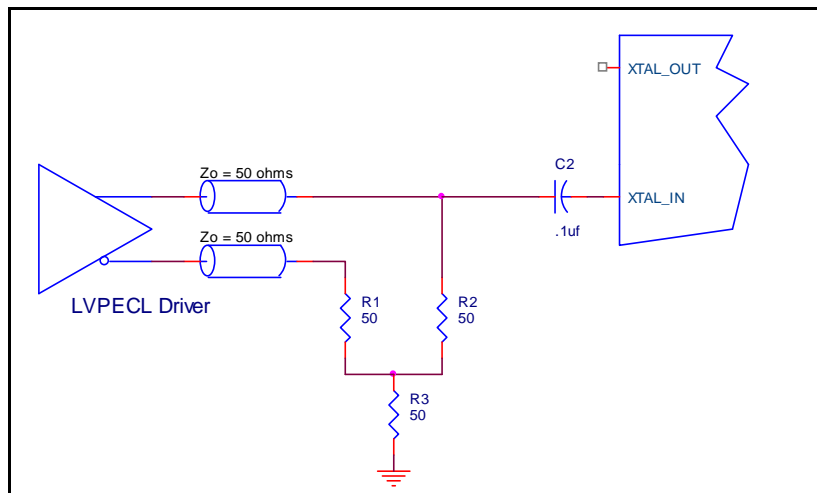 XTAL_OUT
C2
Zo = 50 ohms
XTAL_IN
.1uf
Zo = 50 ohms
LVPECL Driver
R1
50
R2
50
R3
50